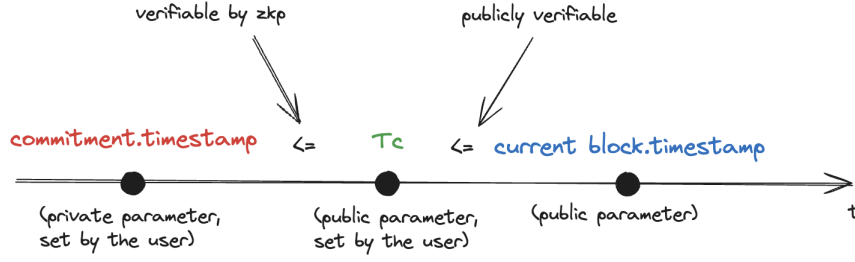 verifiable by zkp
publicly verifiable
commitment.timestamp <= Tc <= current block.timestamp
(private parameter,
set by the user)
(public parameter,
set by the user)
(public parameter)
t